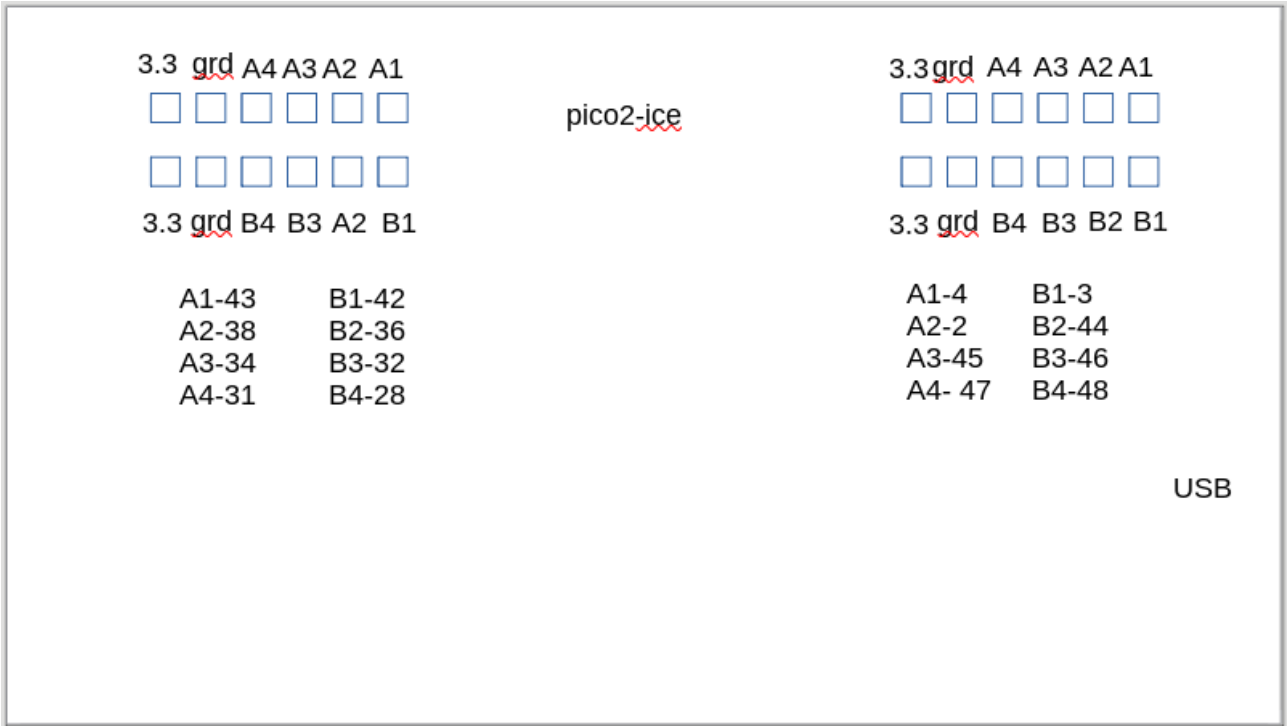 3.3 grd A4 A3 A2 A1
3.3 grd A4 A3 A2 A1
pico2-ice
3.3 grd B4 B3 A2 B1
3.3 grd B4 B3 B2 B1
A1-43 B1-42
A2-38 B2-36
A3-34 B3-32
A4-31 B4-28
A1-4 B1-3
A2-2 B2-44
A3-45 B3-46
A4- 47 B4-48
USB